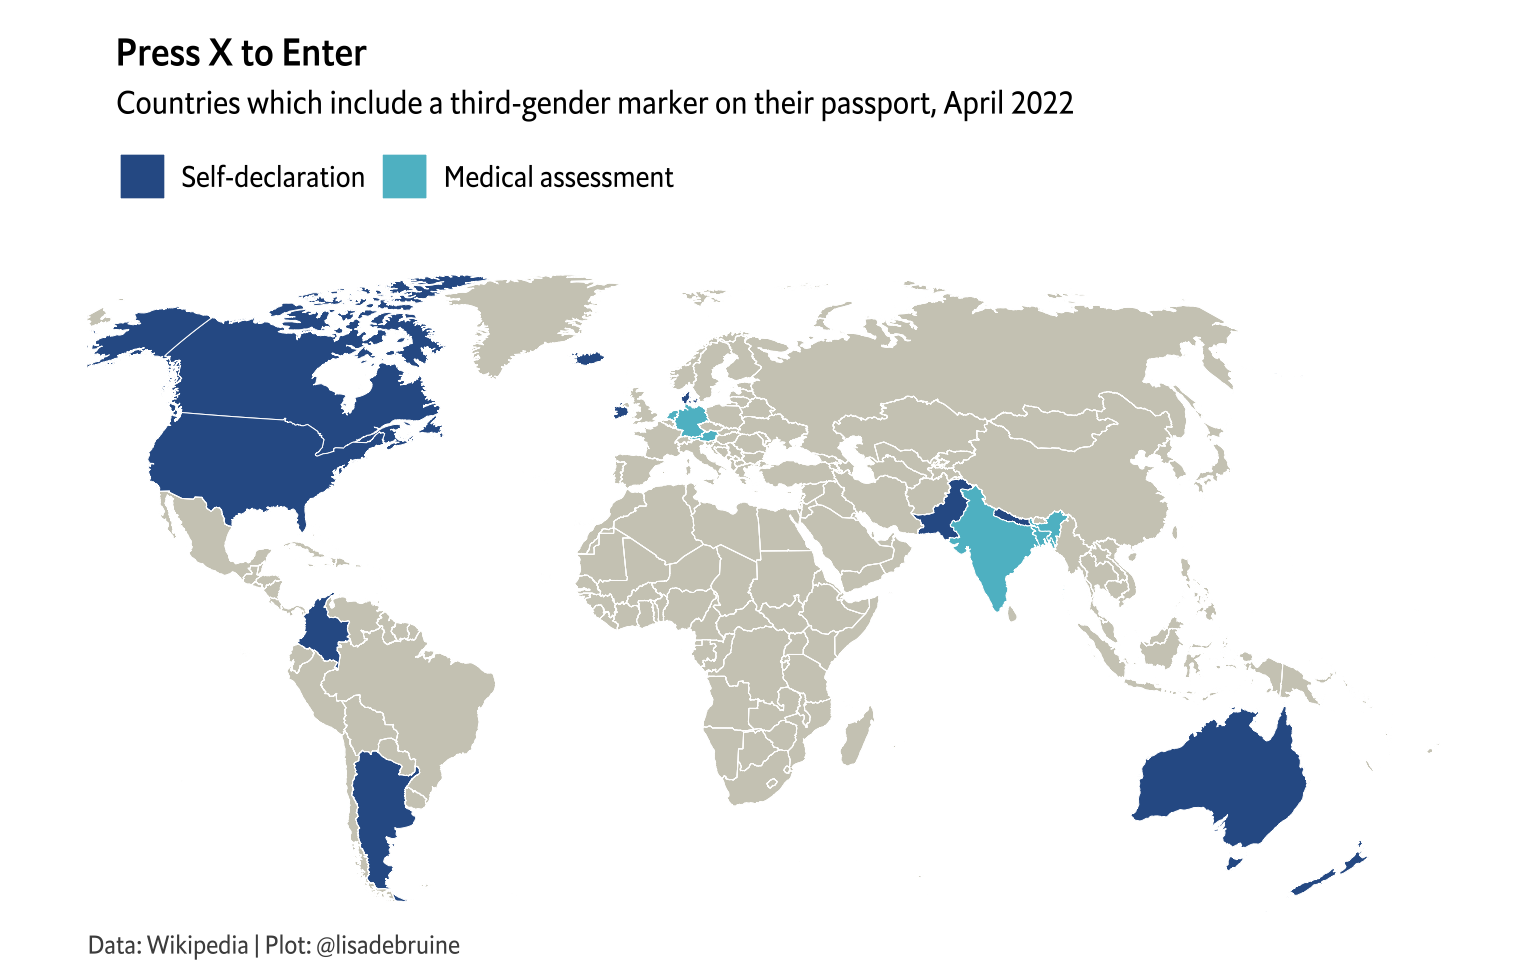 Press X to Enter
Countries which include a third-gender marker on their passport, April 2022
Self-declaration Medical assessment
Data: Wikipedia | Plot: @lisadebruine